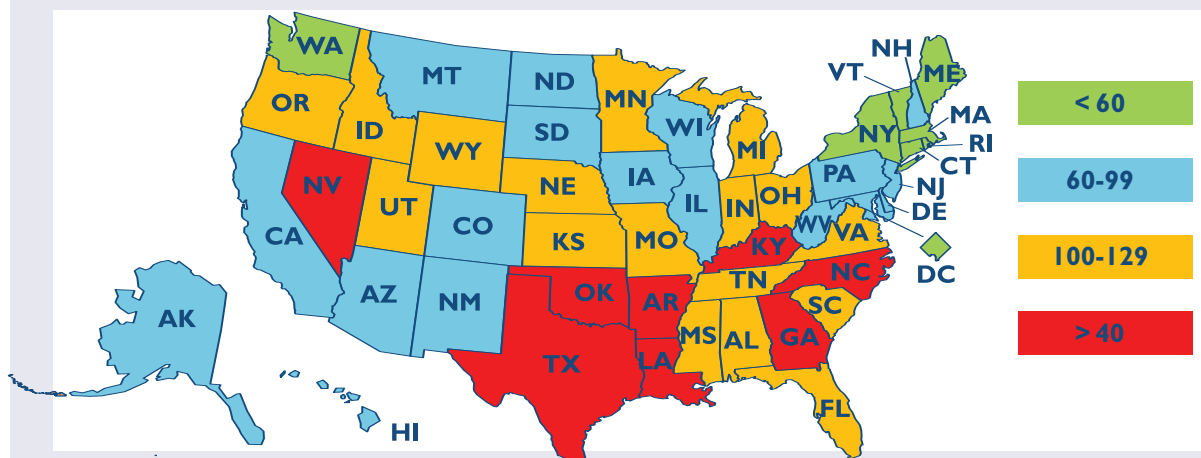 WA
MT
ND
MN
OR
ID
SD
WI
WY
MI
NH
VT
ME
MA
NY
RI
CT
NV
NE
IA
PA
NJ
UT
CO
IL
IN
OH
DE
CA
KS
MO
WV
VA
KY
DC
AZ
NM
OK
AR
TN
NC
SC
AK
TX
LA
MS
AL
GA
FL
HI
< 60
60-99
100-129
> 40